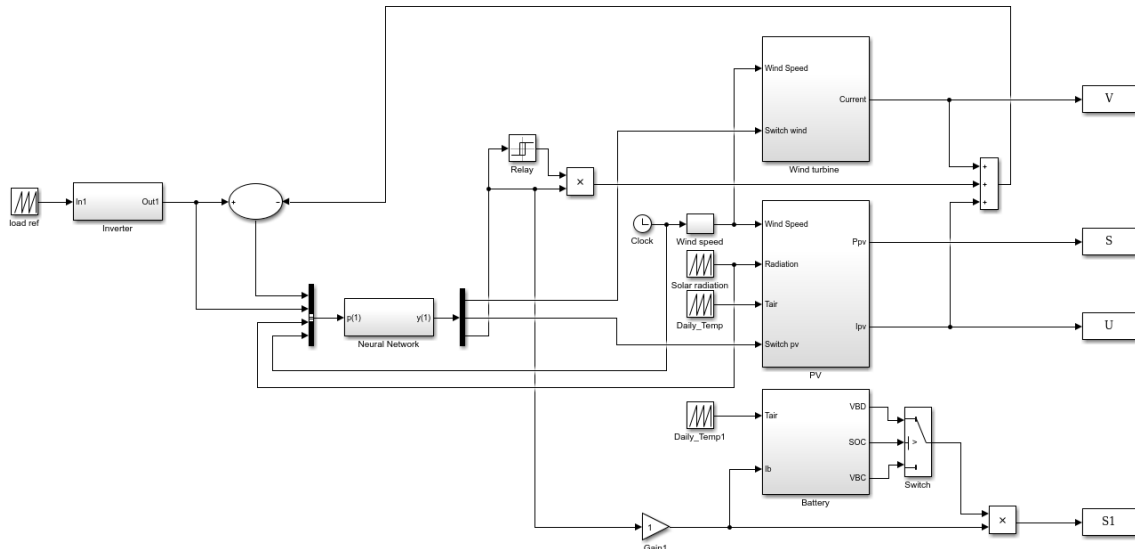 Wind Speed
Current
V
Switch wind
Relay
×
Wind turbine
+
+
+
load ref
In1
Out1
Inverter
+
−
Clock
Wind speed
Wind Speed
Ppv
S
Radiation
Solar radiation
Tair
Daily_Temp
p(1)
y(1)
Neural Network
Ipv
U
Switch pv
PV
Tair
VBD
Daily_Temp1
SOC
>
Ib
VBC
Switch
Battery
1
Gain1
×
S1